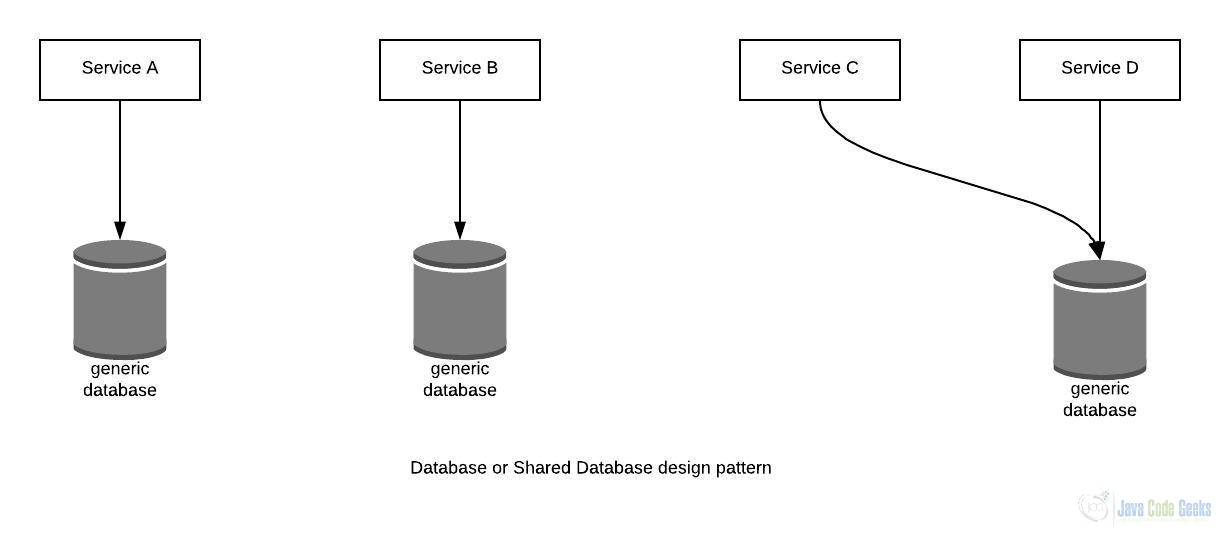 Service A
Service B
Service C
Service D
generic
database
generic
database
generic
database
Database or Shared Database design pattern
Java Code Geeks